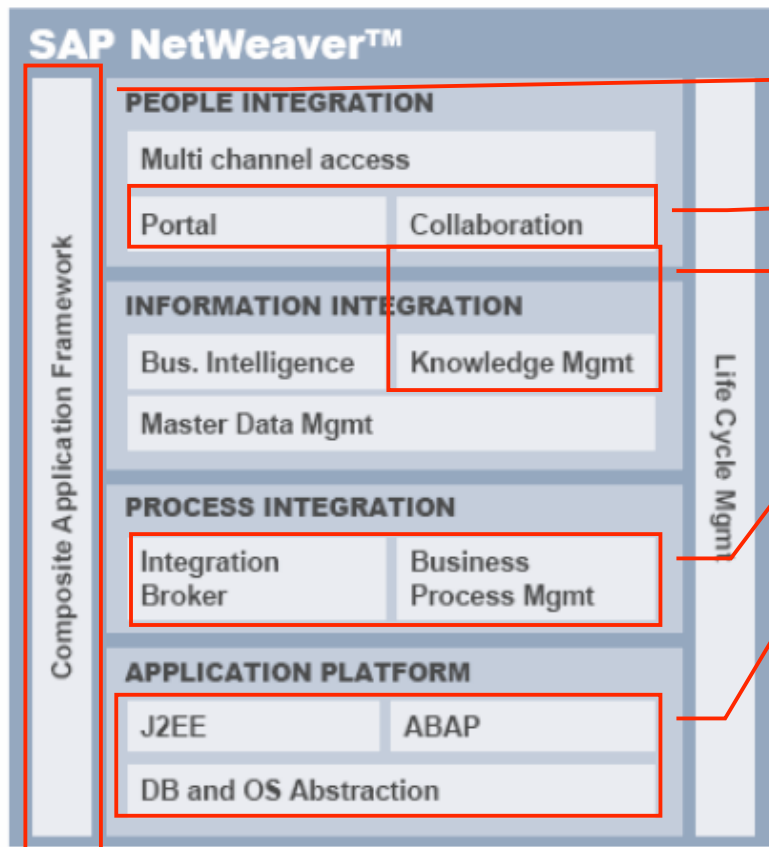 SAP NetWeaver™
Composite Application Framework
PEOPLE INTEGRATION
Multi channel access
Portal
Collaboration
INFORMATION INTEGRATION
Bus. Intelligence
Knowledge Mgmt
Master Data Mgmt
PROCESS INTEGRATION
Integration
Broker
Business
Process Mgmt
APPLICATION PLATFORM
J2EE
ABAP
DB and OS Abstraction
Life Cycle Mgmt